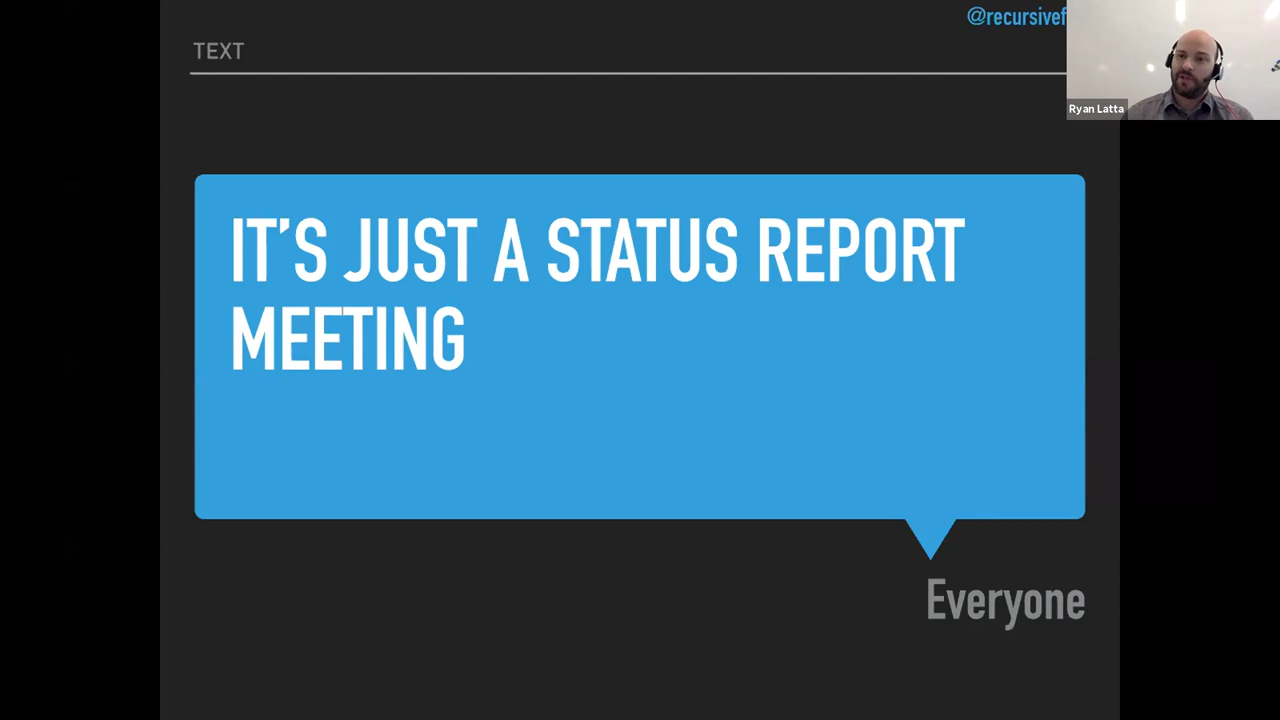 @recursivef
TEXT
Ryan Latta
IT’S JUST A STATUS REPORT
MEETING
Everyone